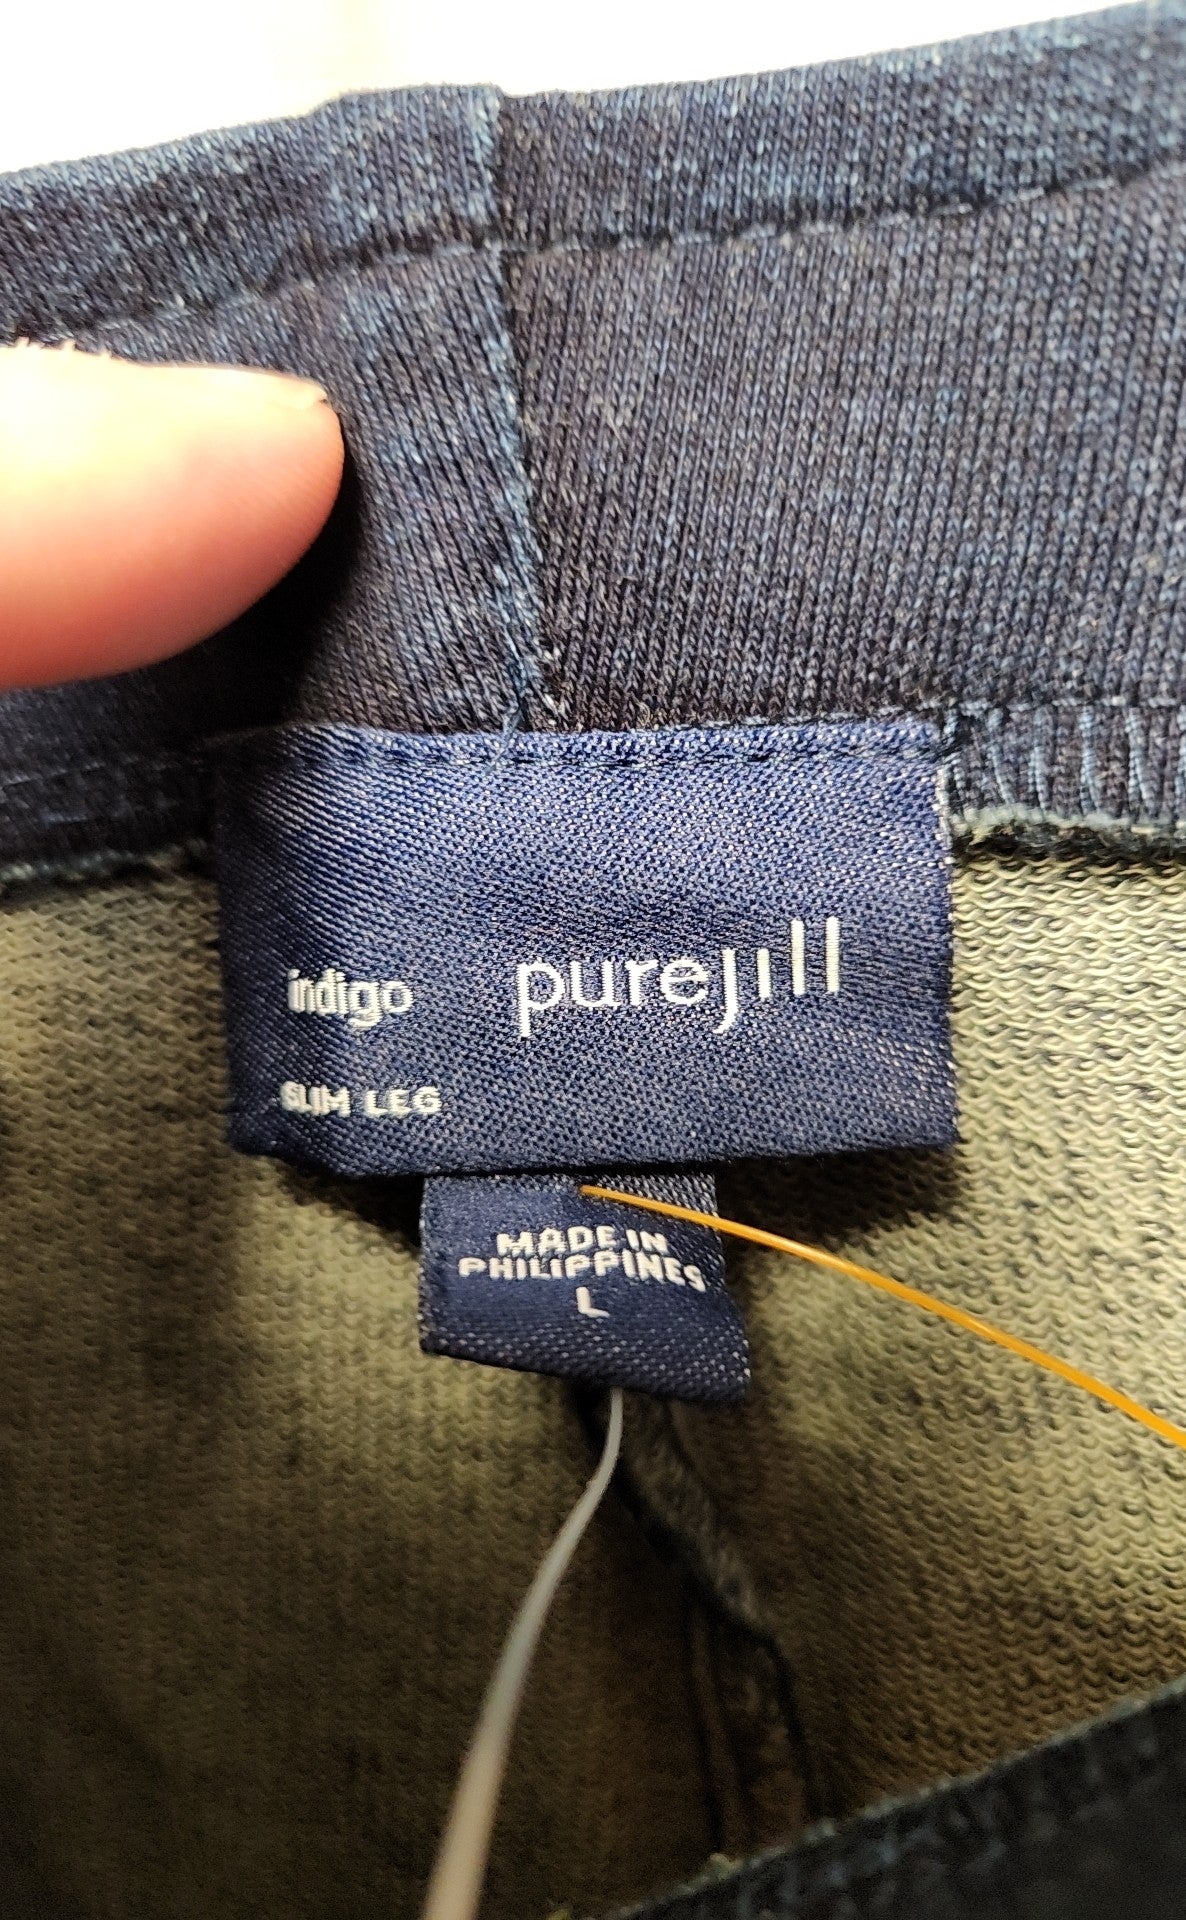 indigo purejill
SLIM LEG
MADE IN
PHILIPPINES
L